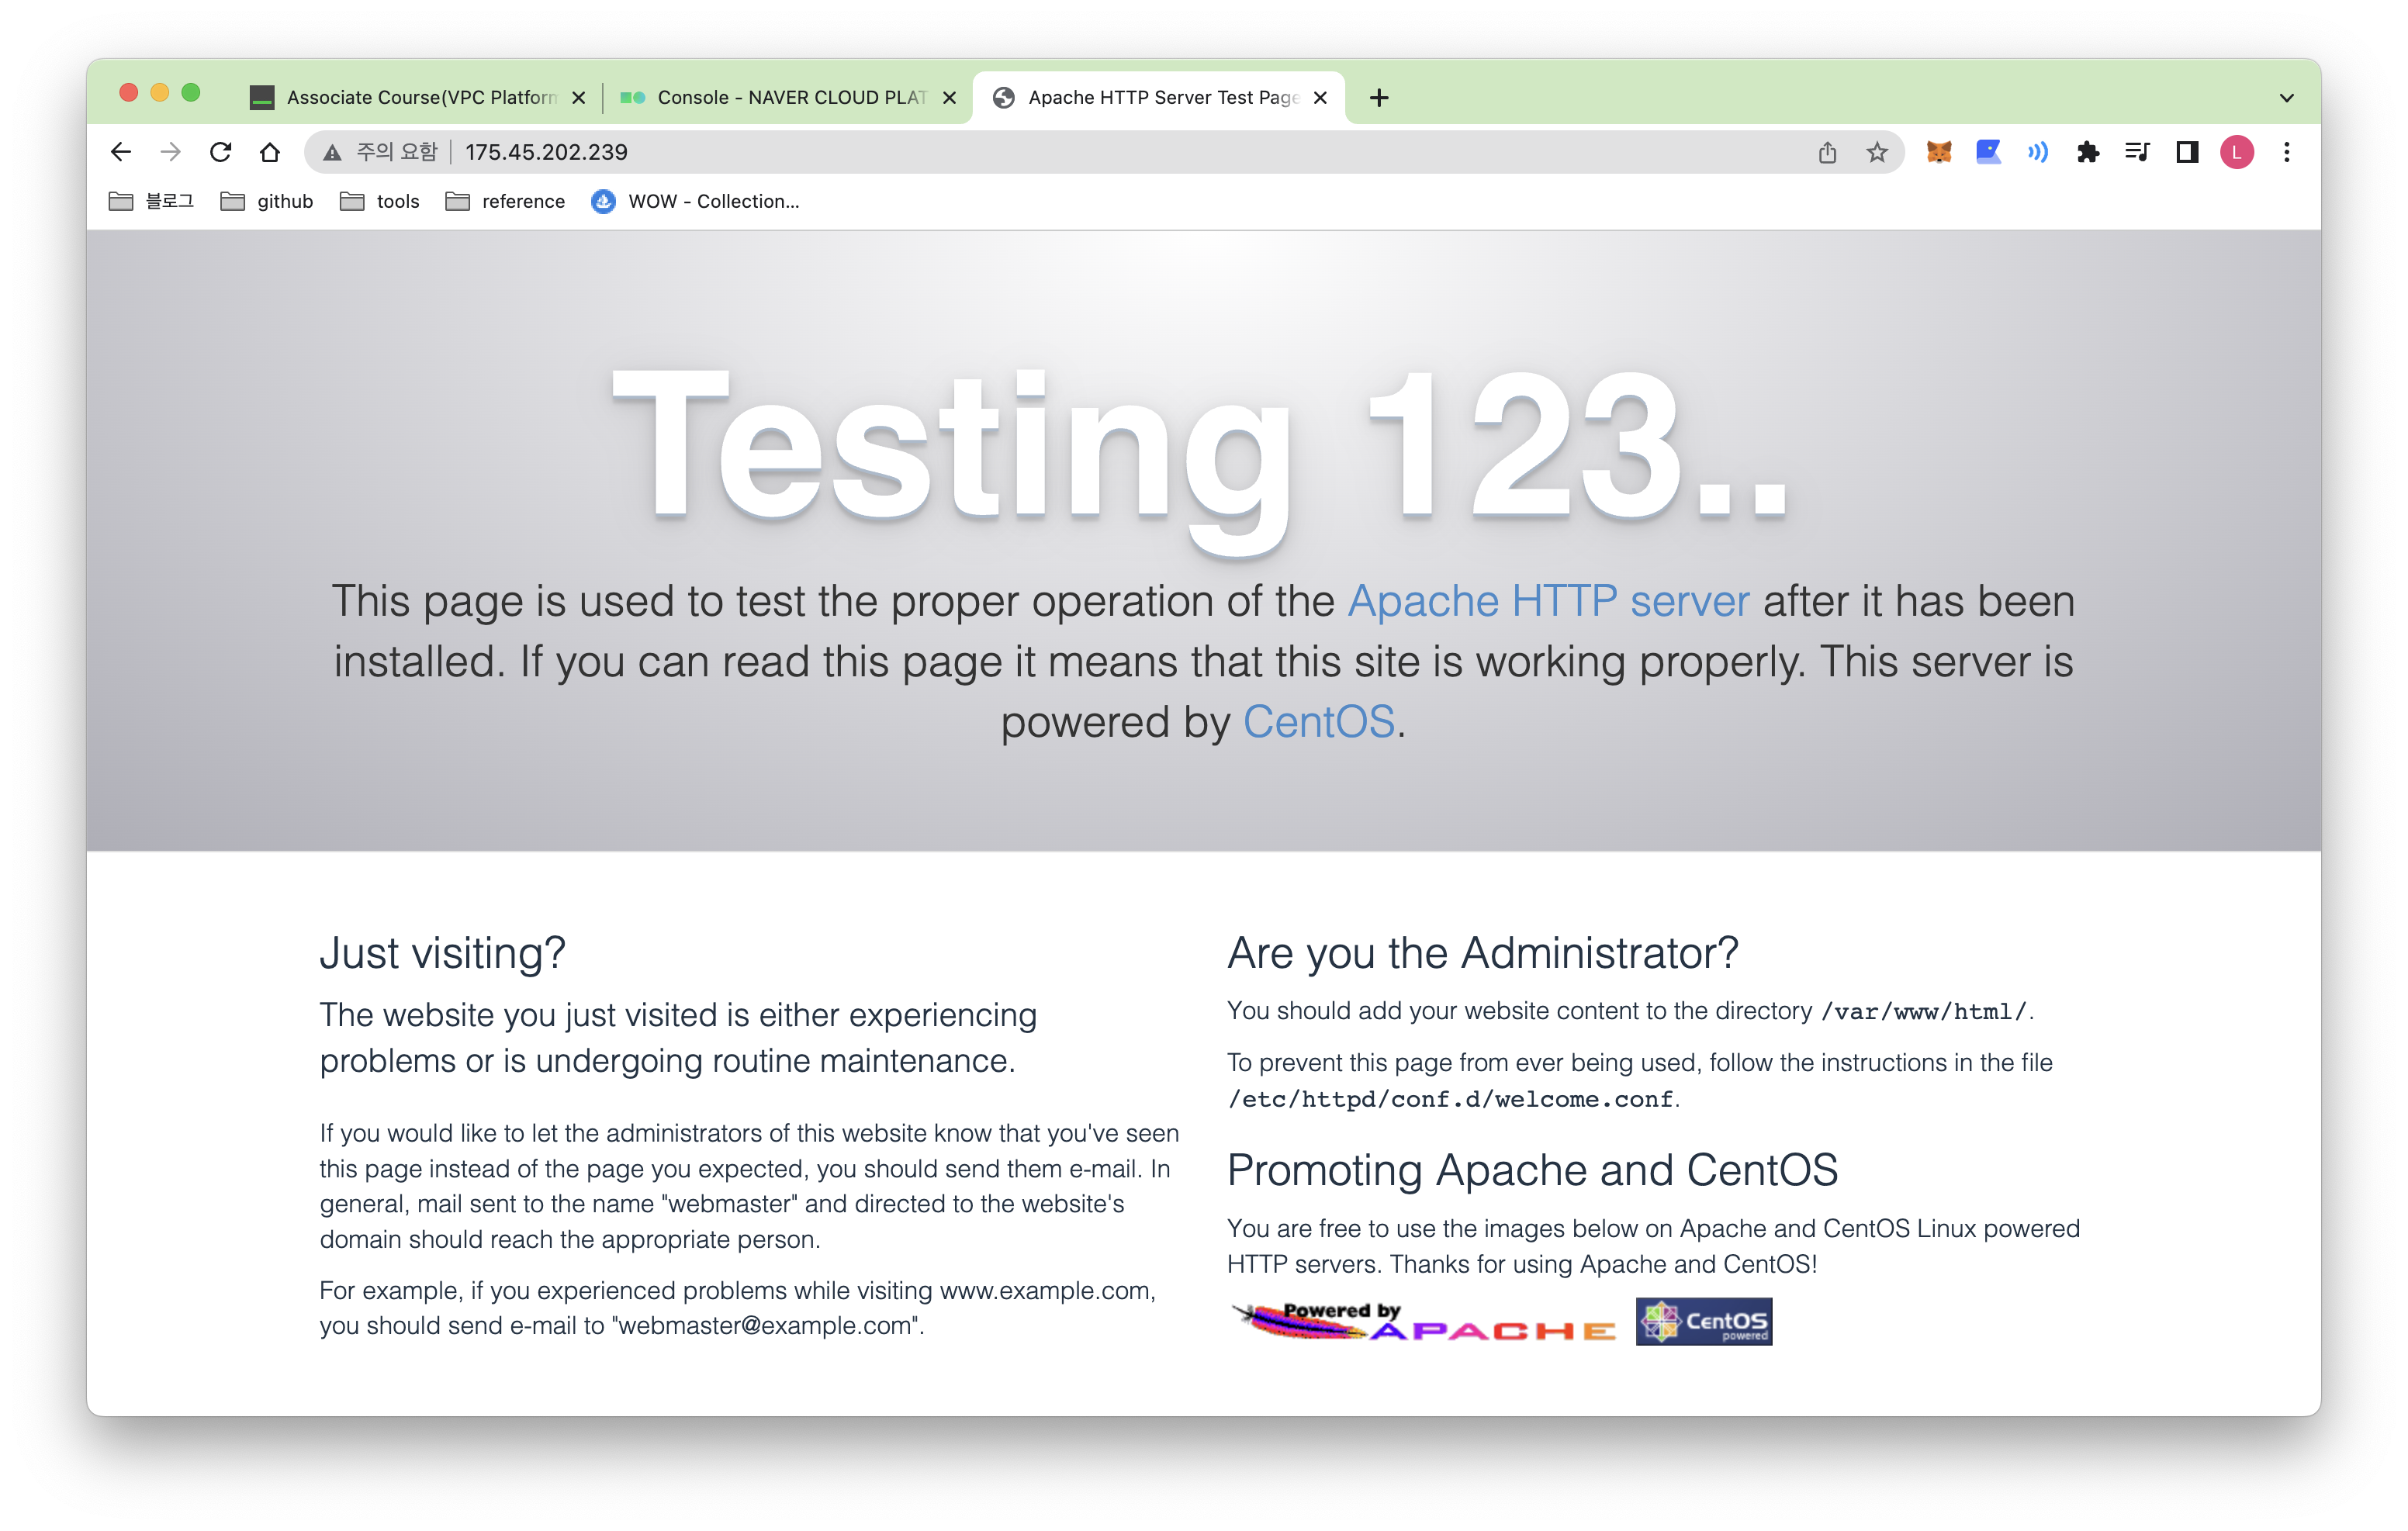 Associate Course(VPC Platform
Console - NAVER CLOUD PLAT
Apache HTTP Server Test Page
주의 요함 175.45.202.239
L
블로그
github
tools
reference
WOW - Collection...
Testing 123..
This page is used to test the proper operation of the Apache HTTP server after it has been
installed. If you can read this page it means that this site is working properly. This server is
powered by CentOS.
Just visiting?
The website you just visited is either experiencing
problems or is undergoing routine maintenance.
If you would like to let the administrators of this website know that you've seen
this page instead of the page you expected, you should send them e-mail. In
general, mail sent to the name "webmaster" and directed to the website's
domain should reach the appropriate person.
For example, if you experienced problems while visiting www.example.com,
you should send e-mail to "webmaster@example.com".
Are you the Administrator?
You should add your website content to the directory /var/www/html/.
To prevent this page from ever being used, follow the instructions in the file
/etc/httpd/conf.d/welcome.conf.
Promoting Apache and CentOS
You are free to use the images below on Apache and CentOS Linux powered
HTTP servers. Thanks for using Apache and CentOS!
Powered by
APACHE
CentOS
powered